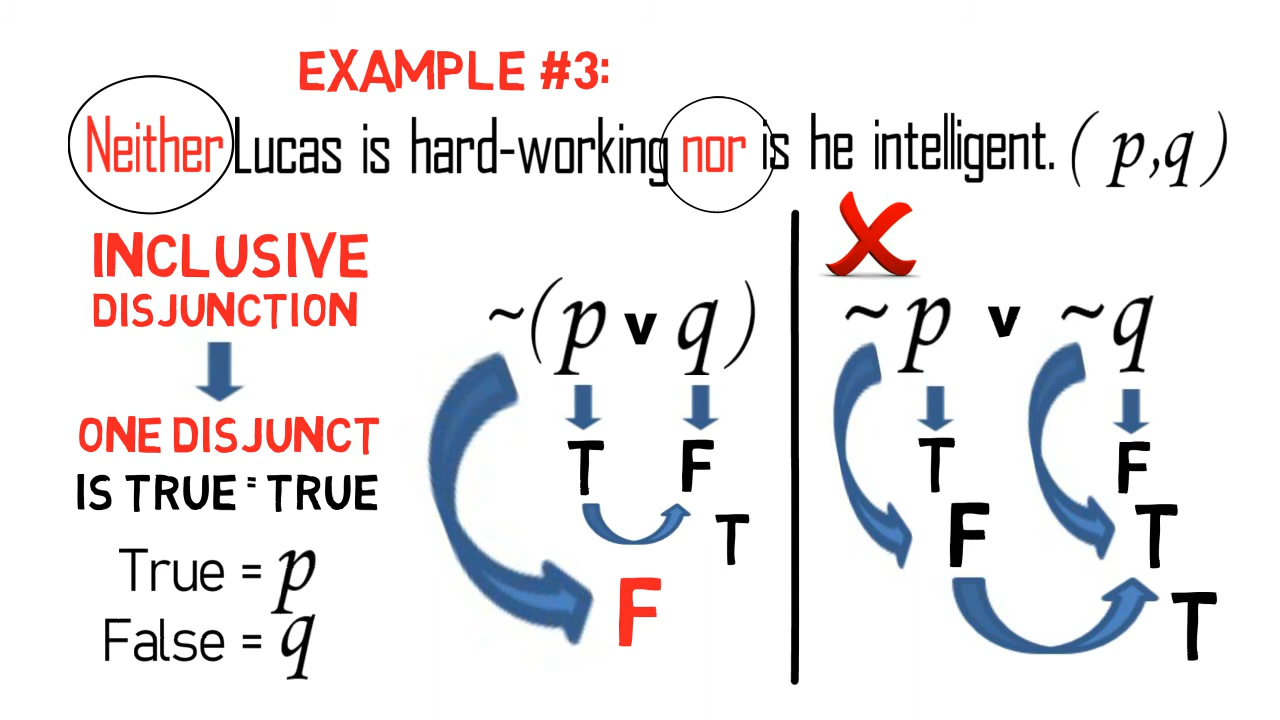 EXAMPLE #3:
Neither Lucas is hard-working nor is he intelligent. ( p,q )
INCLUSIVE
DISJUNCTION
ONE DISJUNCT
IS TRUE = TRUE
True = p
False = q
~( p v q )
T F
T
F
~ p v ~ q
T F
F T
T